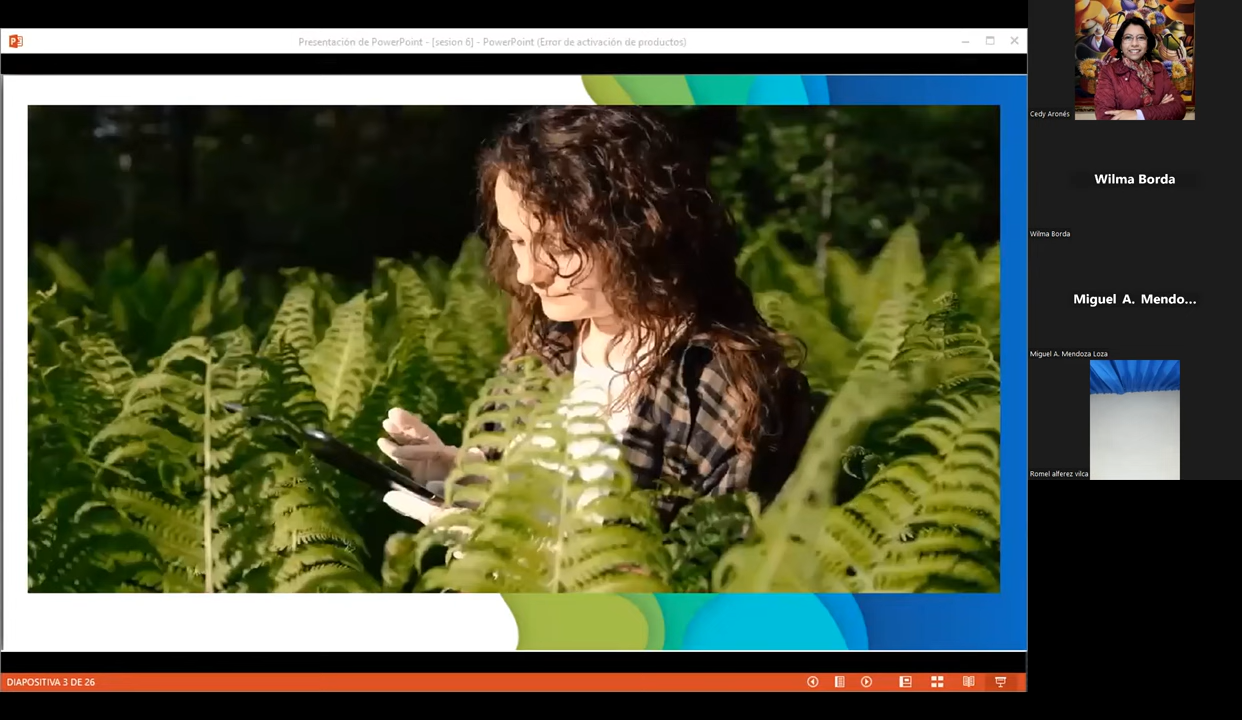 Presentación de PowerPoint - [sesion 6] - PowerPoint (Error de activación de productos)
Cedy Aronés
Wilma Borda
Wilma Borda
Miguel A. Mendo...
Miguel A. Mendoza Loza
Romel alferez vilca
DIAPOSITIVA 3 DE 26